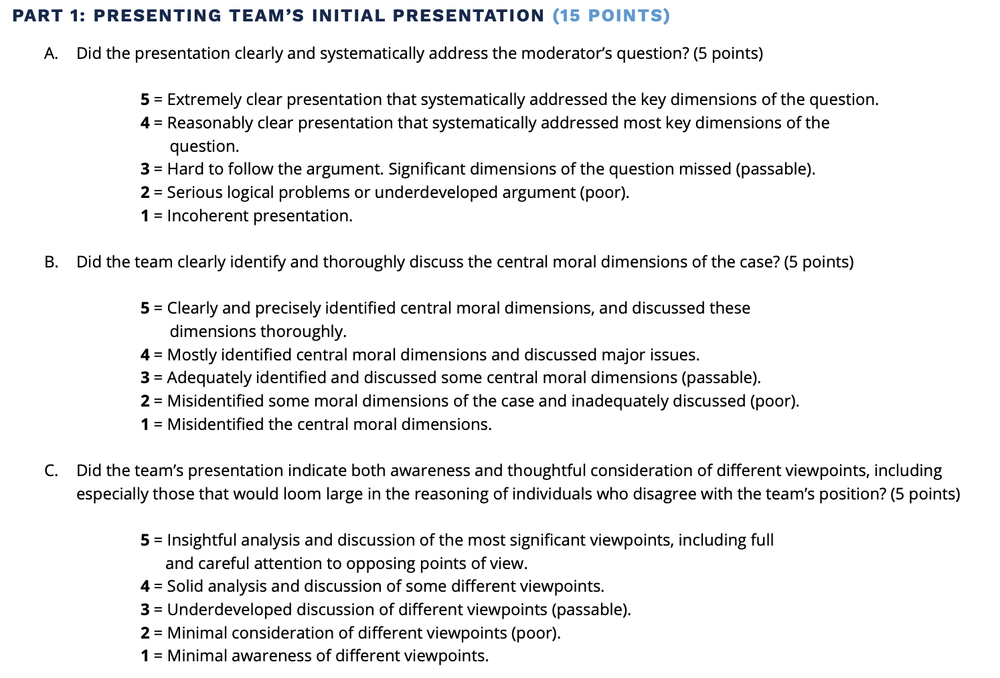 PART 1: PRESENTING TEAM’S INITIAL PRESENTATION (15 POINTS)
A. Did the presentation clearly and systematically address the moderator’s question? (5 points)
5 = Extremely clear presentation that systematically addressed the key dimensions of the question.
4 = Reasonably clear presentation that systematically addressed most key dimensions of the
question.
3 = Hard to follow the argument. Significant dimensions of the question missed (passable).
2 = Serious logical problems or underdeveloped argument (poor).
1 = Incoherent presentation.
B. Did the team clearly identify and thoroughly discuss the central moral dimensions of the case? (5 points)
5 = Clearly and precisely identified central moral dimensions, and discussed these
dimensions thoroughly.
4 = Mostly identified central moral dimensions and discussed major issues.
3 = Adequately identified and discussed some central moral dimensions (passable).
2 = Misidentified some moral dimensions of the case and inadequately discussed (poor).
1 = Misidentified the central moral dimensions.
C. Did the team’s presentation indicate both awareness and thoughtful consideration of different viewpoints, including
especially those that would loom large in the reasoning of individuals who disagree with the team’s position? (5 points)
5 = Insightful analysis and discussion of the most significant viewpoints, including full
and careful attention to opposing points of view.
4 = Solid analysis and discussion of some different viewpoints.
3 = Underdeveloped discussion of different viewpoints (passable).
2 = Minimal consideration of different viewpoints (poor).
1 = Minimal awareness of different viewpoints.